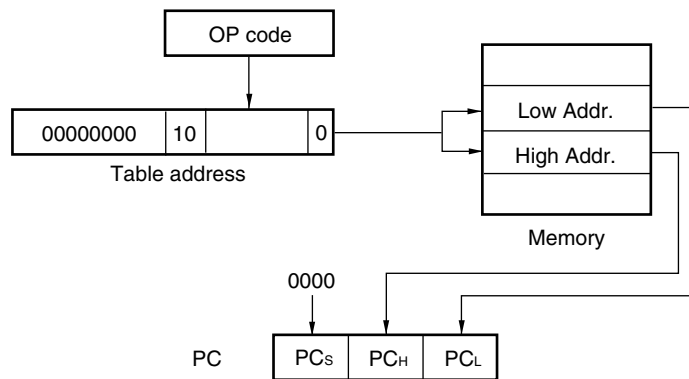 OP code
00000000 10 0
Table address
Low Addr.
High Addr.
Memory
0000
PC PCS PCH PCL